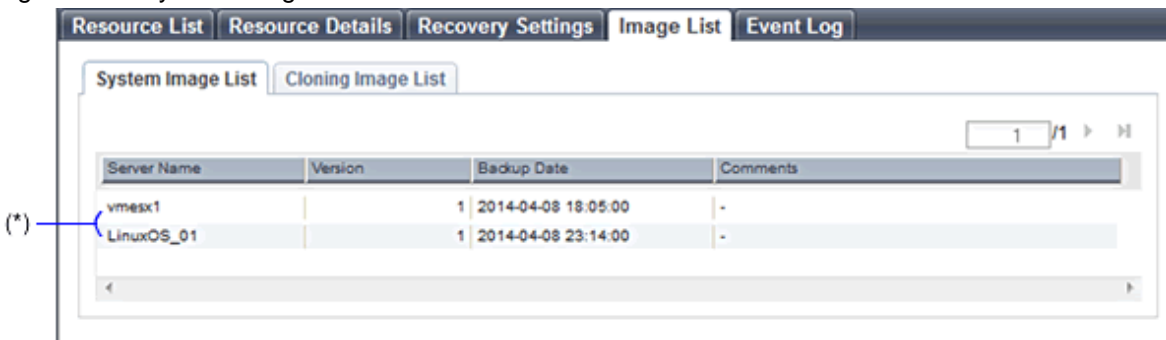 Resource List Resource Details Recovery Settings Image List Event Log
System Image List Cloning Image List
1 /1
Server Name Version Backup Date Comments
vmesx1 1 2014-04-08 18:05:00 -
(*)
LinuxOS_01 1 2014-04-08 23:14:00 -